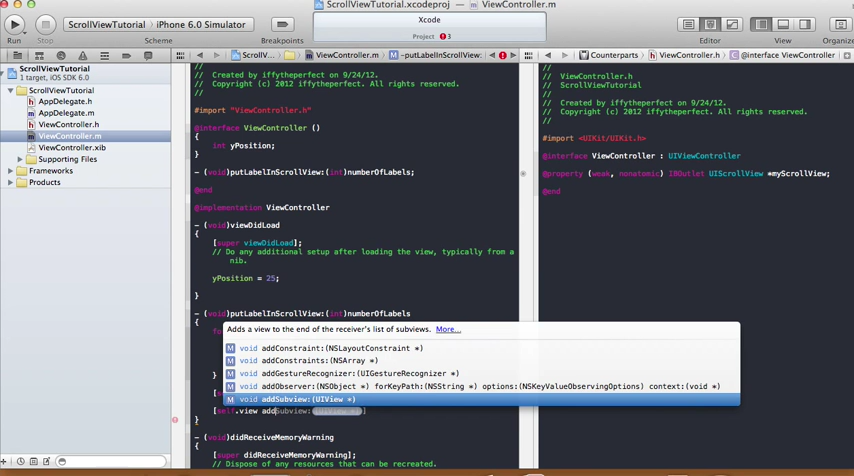 ScrollViewTutorial.xcodeproj — ViewController.m
Run
Stop
ScrollViewTutorial
iPhone 6.0 Simulator
Scheme
Breakpoints
Xcode
Project 1
Editor
View
Organize
ScrollV...
ViewController.m
-putLabelInScrollView:
Counterparts
ViewController.h
@interface ViewController
ScrollViewTutorial
1 target, iOS SDK 6.0
ScrollViewTutorial
AppDelegate.h
AppDelegate.m
ViewController.h
ViewController.m
ViewController.xib
Supporting Files
Frameworks
Products
//
// Created by iffytheperfect on 9/24/12.
// Copyright (c) 2012 iffytheperfect. All rights reserved.
//
#import "ViewController.h"
@interface ViewController ()
{
int yPosition;
}
- (void)putLabelInScrollView:(int)numberOfLabels;
@end
@implementation ViewController
- (void)viewDidLoad
{
[super viewDidLoad];
// Do any additional setup after loading the view, typically from a
nib.
yPosition = 25;
}
- (void)putLabelInScrollView:(int)numberOfLabels
{
Adds a view to the end of the receiver's list of subviews. More...
M void addConstraint:(NSLayoutConstraint *)
M void addConstraints:(NSArray *)
M void addGestureRecognizer:(UIGestureRecognizer *)
M void addObserver:(NSObject *) forKeyPath:(NSString *) options:(NSKeyValueObservingOptions) context:(void *)
M void addSubview:(UIView *)
}
[self.view addSubview:(UIView *)]
}
- (void)didReceiveMemoryWarning
{
[super didReceiveMemoryWarning];
// Dispose of any resources that can be recreated.
//
// ViewController.h
// ScrollViewTutorial
//
// Created by iffytheperfect on 9/24/12.
// Copyright (c) 2012 iffytheperfect. All rights reserved.
//
#import <UIKit/UIKit.h>
@interface ViewController : UIViewController
@property (weak, nonatomic) IBOutlet UIScrollView *myScrollView;
@end